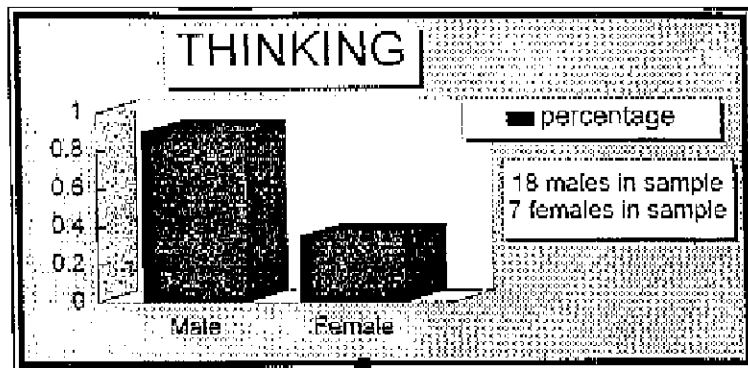 THINKING
percentage
18 males in sample
7 females in sample
1
0.8
0.6
0.4
0.2
0
Male
Female